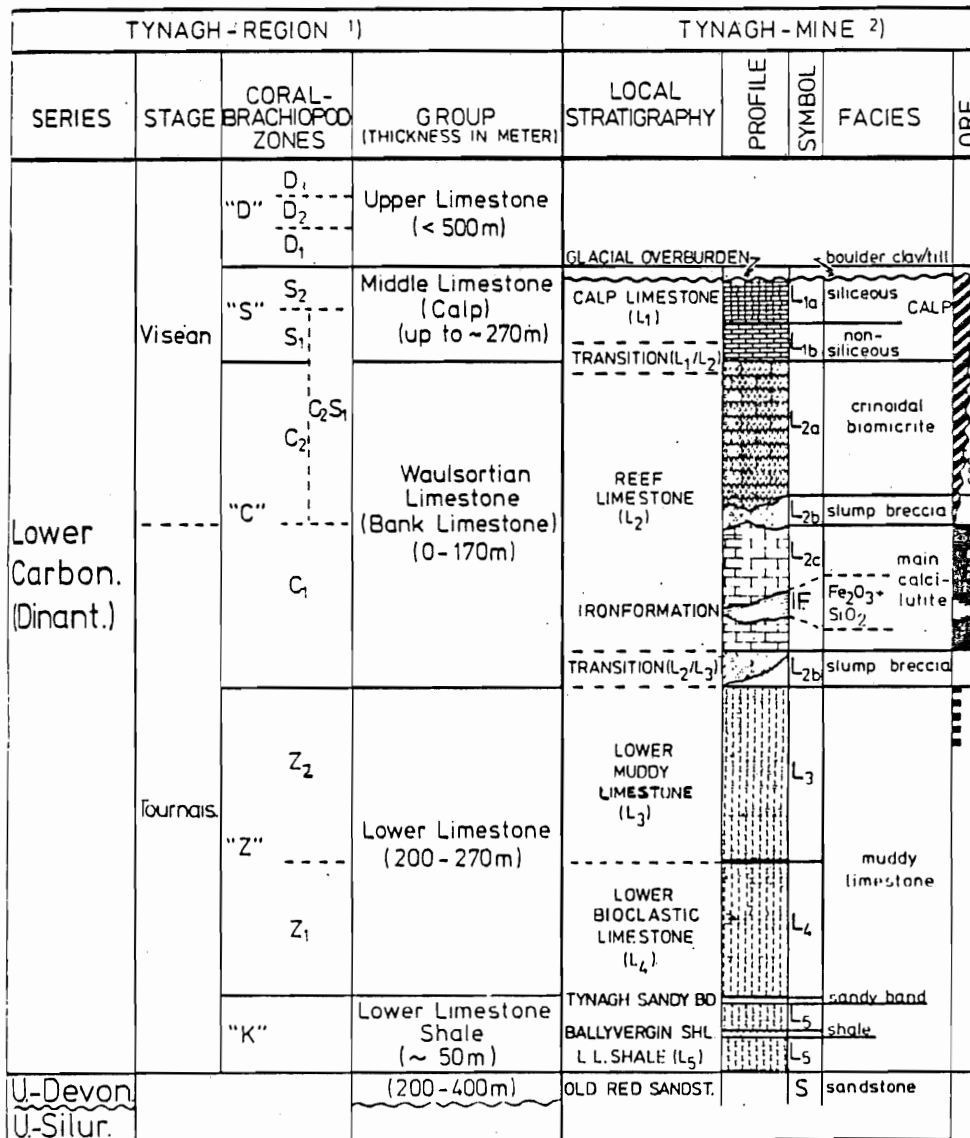 TYNAGH-REGION 1)
TYNAGH-MINE 2)
SERIES
STAGE
CORAL-
BRACHIOPOD
ZONES
GROUP
(THICKNESS IN METER)
LOCAL
STRATIGRAPHY
PROFILE
SYMBOL
FACIES
ORE
Lower
Carbon.
(Dinant.)
U.-Devon
U.-Silur.
Visean
Tournais.
"D"
D2
D1
"S"
S2
S1
C2S1
C2
"C"
C1
Z2
"Z"
Z1
"K"
Upper Limestone
(< 500m)
Middle Limestone
(Calp)
(up to ~270m)
Waulsortian
Limestone
(Bank Limestone)
(0-170m)
Lower Limestone
(200-270m)
Lower Limestone
Shale
(~ 50m)
(200-400m)
GLACIAL OVERBURDEN
boulder clay/till
CALP LIMESTONE
(L1)
L1a
siliceous
CALP
L1b
non-
siliceous
TRANSITION(L1/L2)
REEF
LIMESTONE
(L2)
L2a
crinoidal
biomicrite
L2b
slump breccia
L2c
main
calci-
lutite
IRONFORMATION
IF
Fe2O3+
SiO2
TRANSITION(L2/L3)
L2b
slump breccia
LOWER
MUDDY
LIMESTONE
(L3)
L3
muddy
limestone
LOWER
BIOCLASTIC
LIMESTONE
(L4)
L4
TYNAGH SANDY BD
sandy band
L5
BALLYVERGIN SHL.
shale
L.L.SHALE (L5)
L5
OLD RED SANDST.
S
sandstone